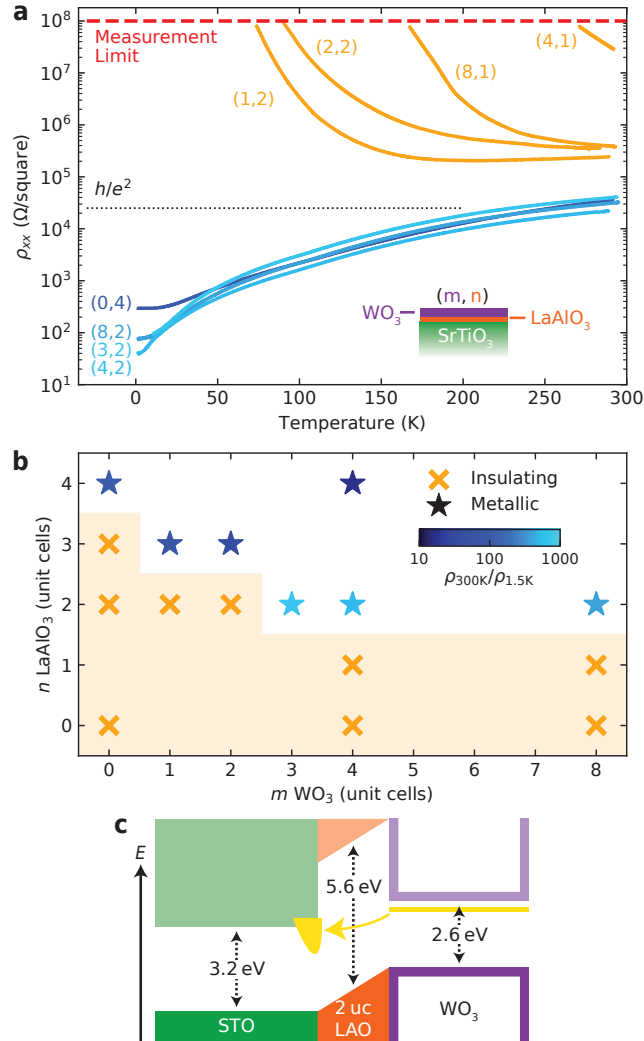 a
10⁸
10⁷
10⁶
10⁵
10⁴
10³
10²
10¹
ρxx (Ω/square)
Measurement
Limit
(1,2)
(2,2)
(8,1)
(4,1)
h/e²
(0,4)
(8,2)
(3,2)
(4,2)
(m, n)
WO₃
LaAlO₃
SrTiO₃
0 50 100 150 200 250 300
Temperature (K)
b
4
3
2
1
0
n LaAlO₃ (unit cells)
Insulating
Metallic
10 100 1000
ρ300K/ρ1.5K
0 1 2 3 4 5 6 7 8
m WO₃ (unit cells)
c
E
5.6 eV
3.2 eV
2.6 eV
STO
2 uc
LAO
WO₃